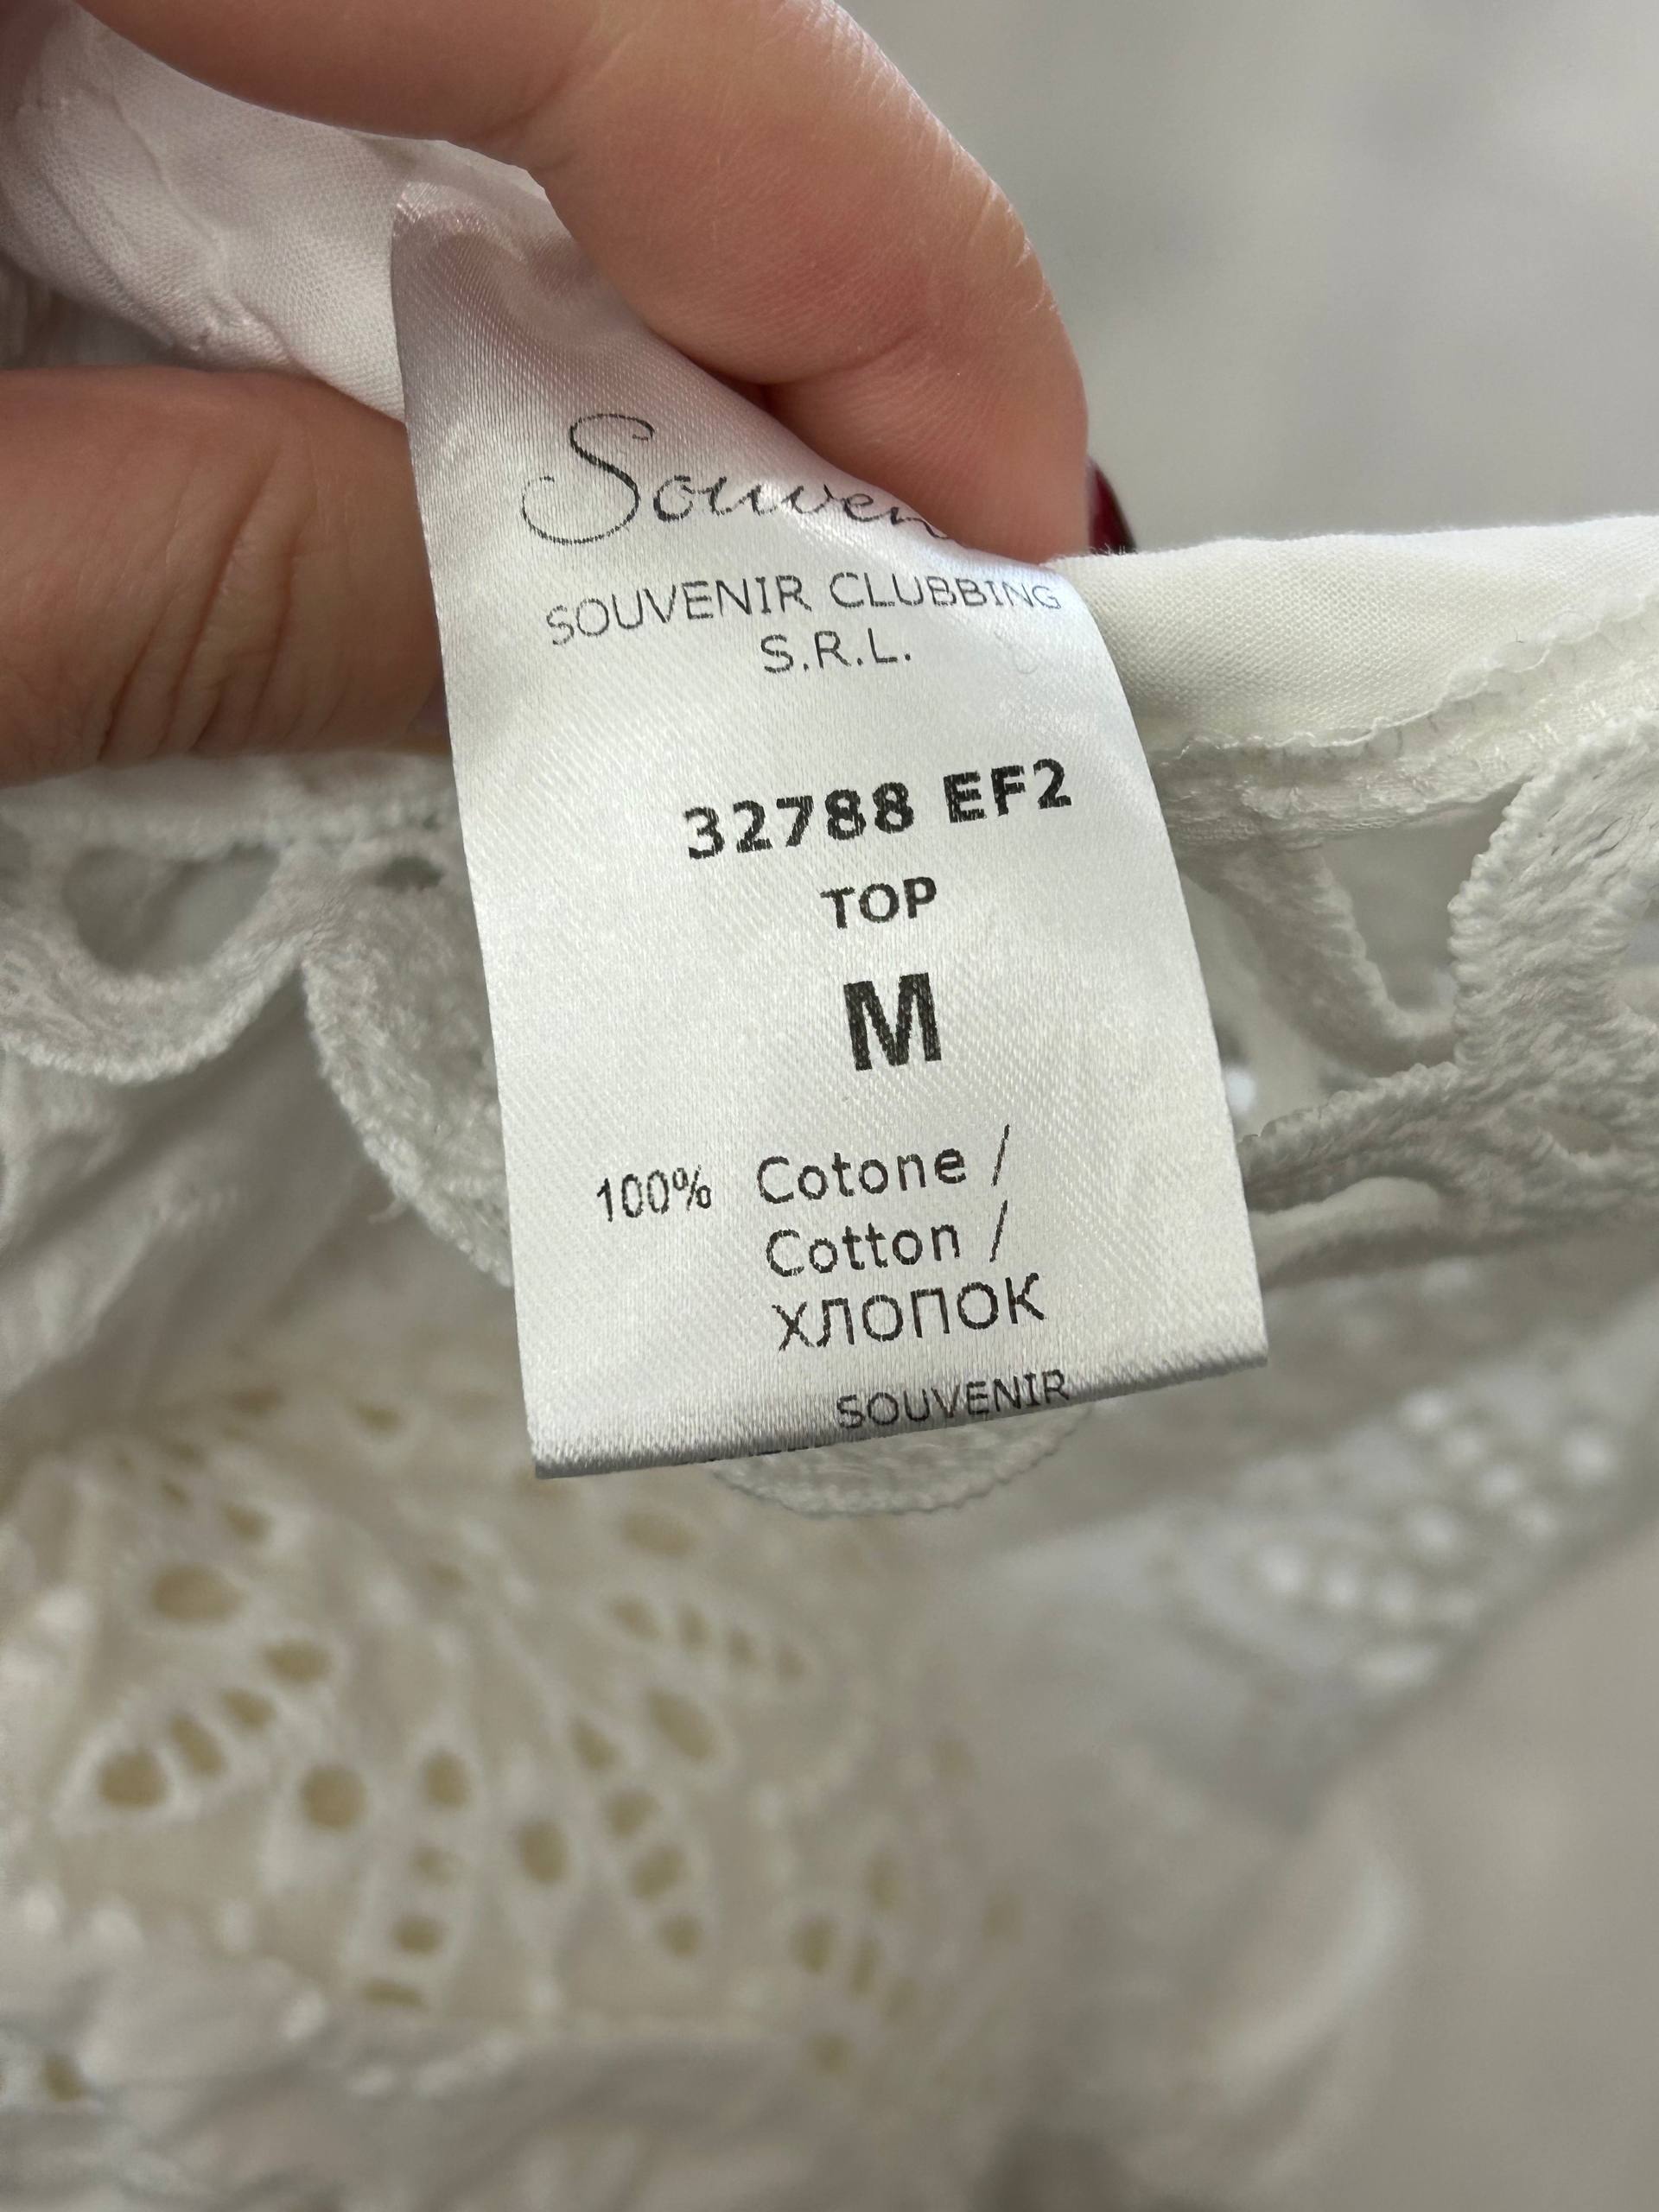 SOUVENIR CLUBBING
S.R.L.
32788 EF2
TOP
M
100% Cotone /
Cotton /
ХЛОПОК
SOUVENIR